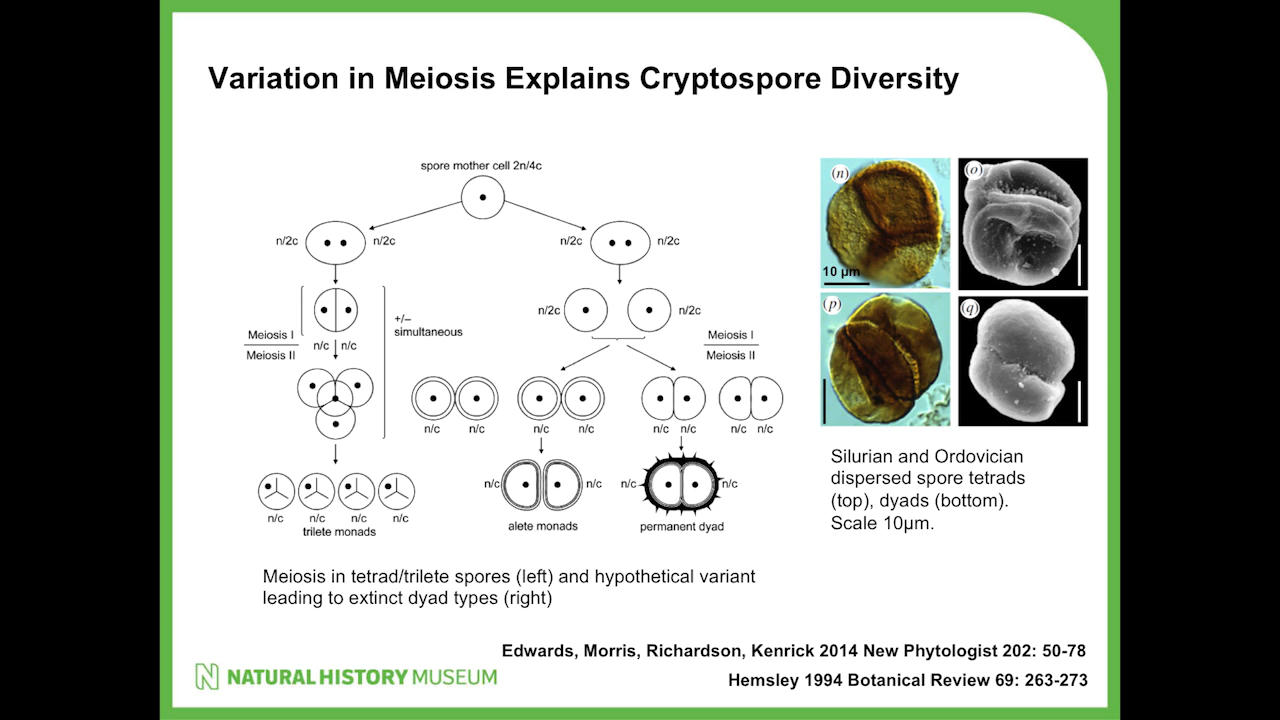 Variation in Meiosis Explains Cryptospore Diversity
spore mother cell 2n/4c
n/2c n/2c n/2c n/2c
n/2c n/2c
+/–
simultaneous
Meiosis I
Meiosis II
n/c n/c
Meiosis I
Meiosis II
n/c n/c n/c n/c n/c n/c n/c n/c
n/c n/c n/c n/c
n/c n/c n/c n/c
trilete monads
alete monads
permanent dyad
(n)
(o)
10 µm
(p)
(q)
Silurian and Ordovician
dispersed spore tetrads
(top), dyads (bottom).
Scale 10µm.
Meiosis in tetrad/trilete spores (left) and hypothetical variant
leading to extinct dyad types (right)
Edwards, Morris, Richardson, Kenrick 2014 New Phytologist 202: 50-78
Hemsley 1994 Botanical Review 69: 263-273
NATURAL HISTORY MUSEUM